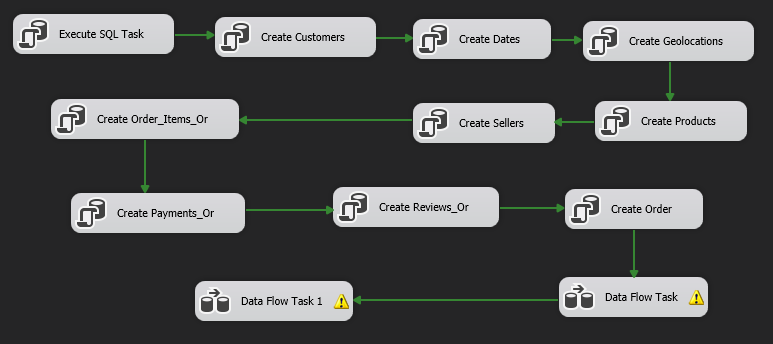 Execute SQL Task
Create Customers
Create Dates
Create Geolocations
Create Products
Create Sellers
Create Order_Items_Or
Create Payments_Or
Create Reviews_Or
Create Order
Data Flow Task
Data Flow Task 1